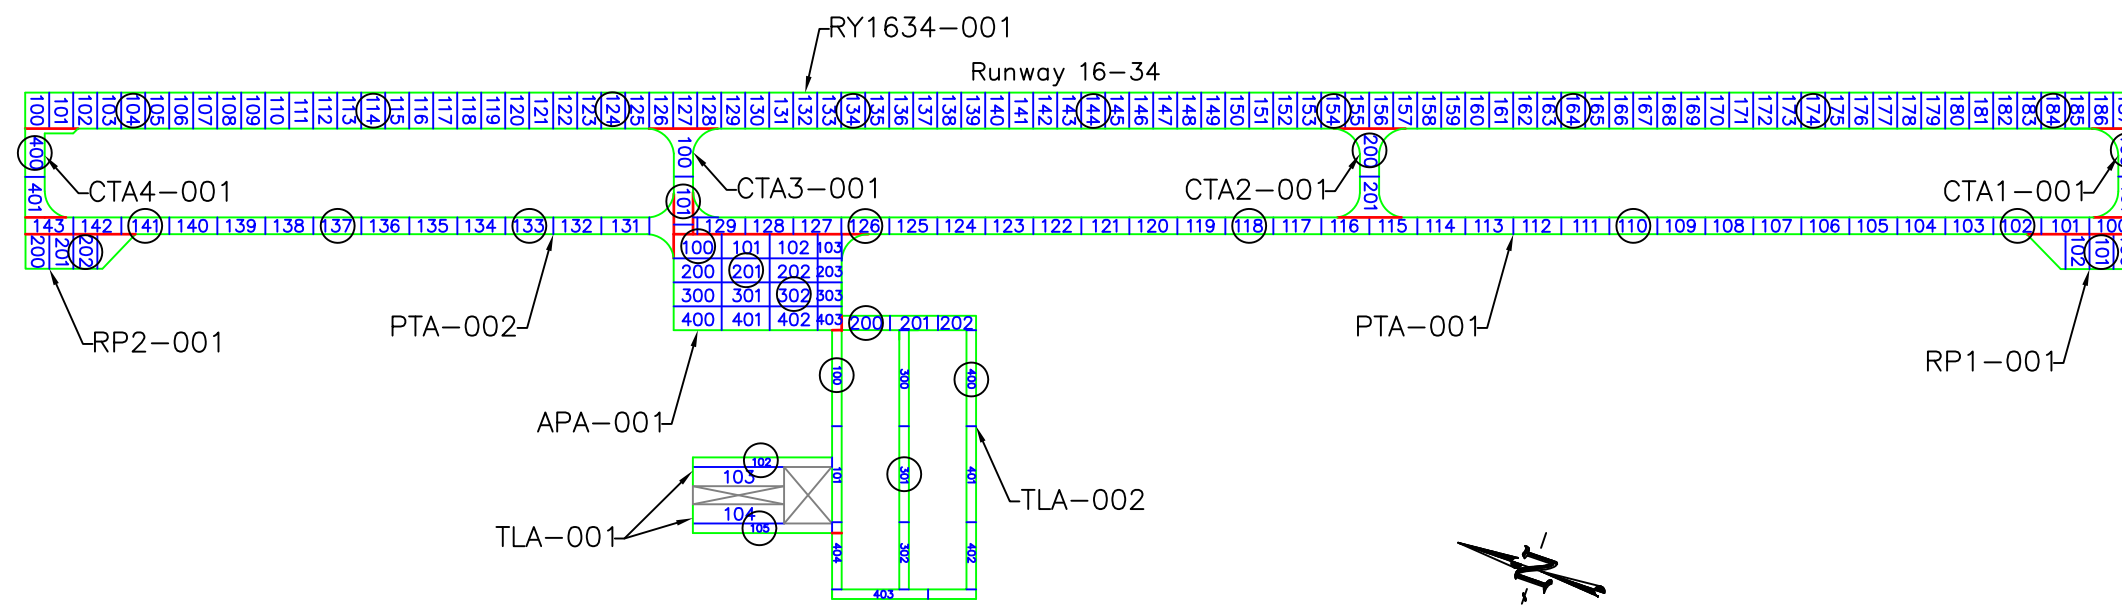 RY1634-001
Runway 16-34
100 101 102 103 104 105 106 107 108 109 110 111 112 113 114 115 116 117 118 119 120 121 122 123 124 125 126 127 128 129 130 131 132 133 134 135 136 137 138 139 140 141 142 143 144 145 146 147 148 149 150 151 152 153 154 155 156 157 158 159 160 161 162 163 164 165 166 167 168 169 170 171 172 173 174 175 176 177 178 179 180 181 182 183 184 185 186
400 100 200
CTA4-001 CTA3-001 CTA2-001 CTA1-001
401 101 201
143 142 141 140 139 138 137 136 135 134 133 132 131 129 128 127 126 125 124 123 122 121 120 119 118 117 116 115 114 113 112 111 110 109 108 107 106 105 104 103 102 101 100
200 201 202 100 101 102 103 102 101
200 201 202 203
300 301 302 303
400 401 402 403 200 201 202
RP2-001 PTA-002 PTA-001 RP1-001
100 300 400
APA-001
102
103 101 301 401
104
105
TLA-001 TLA-002
404 302 402
403
N